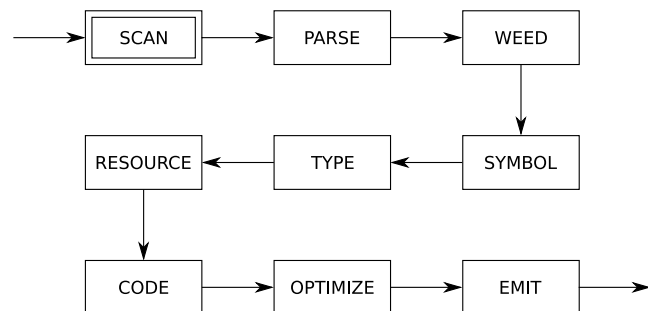 SCAN PARSE WEED
RESOURCE TYPE SYMBOL
CODE OPTIMIZE EMIT